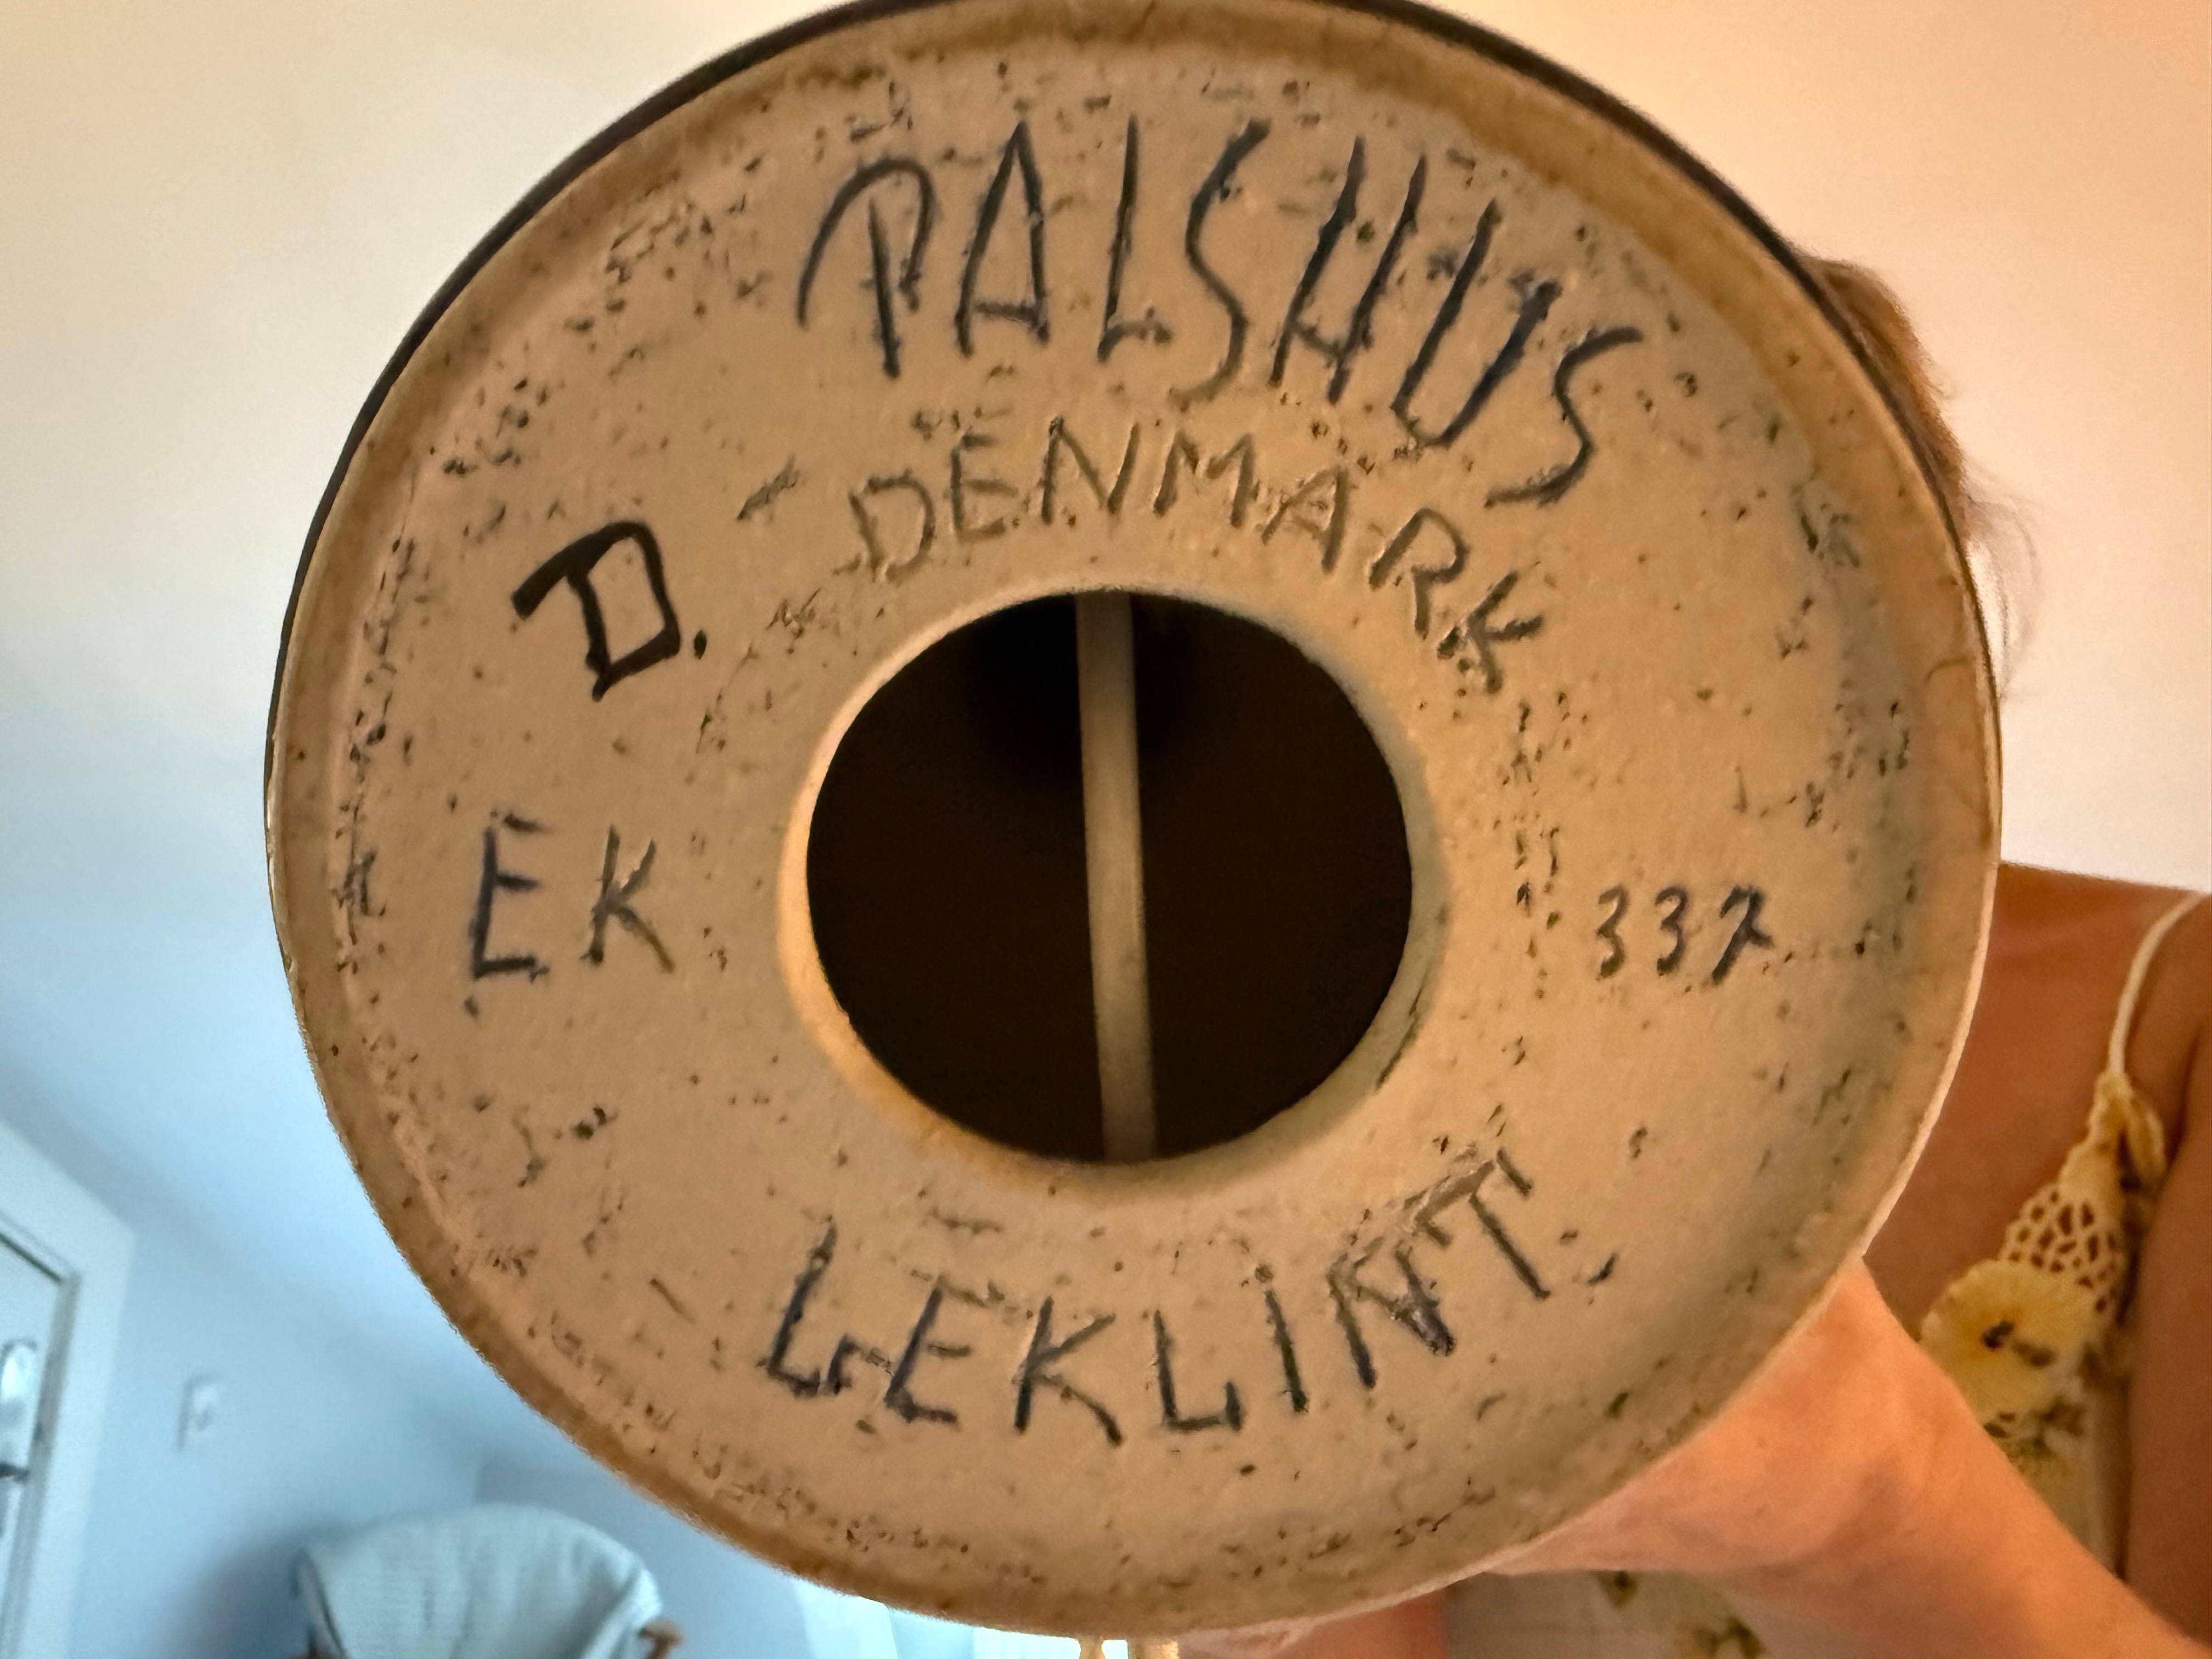 PALSHUS
DENMARK
D.
EK
337
LEKLINT